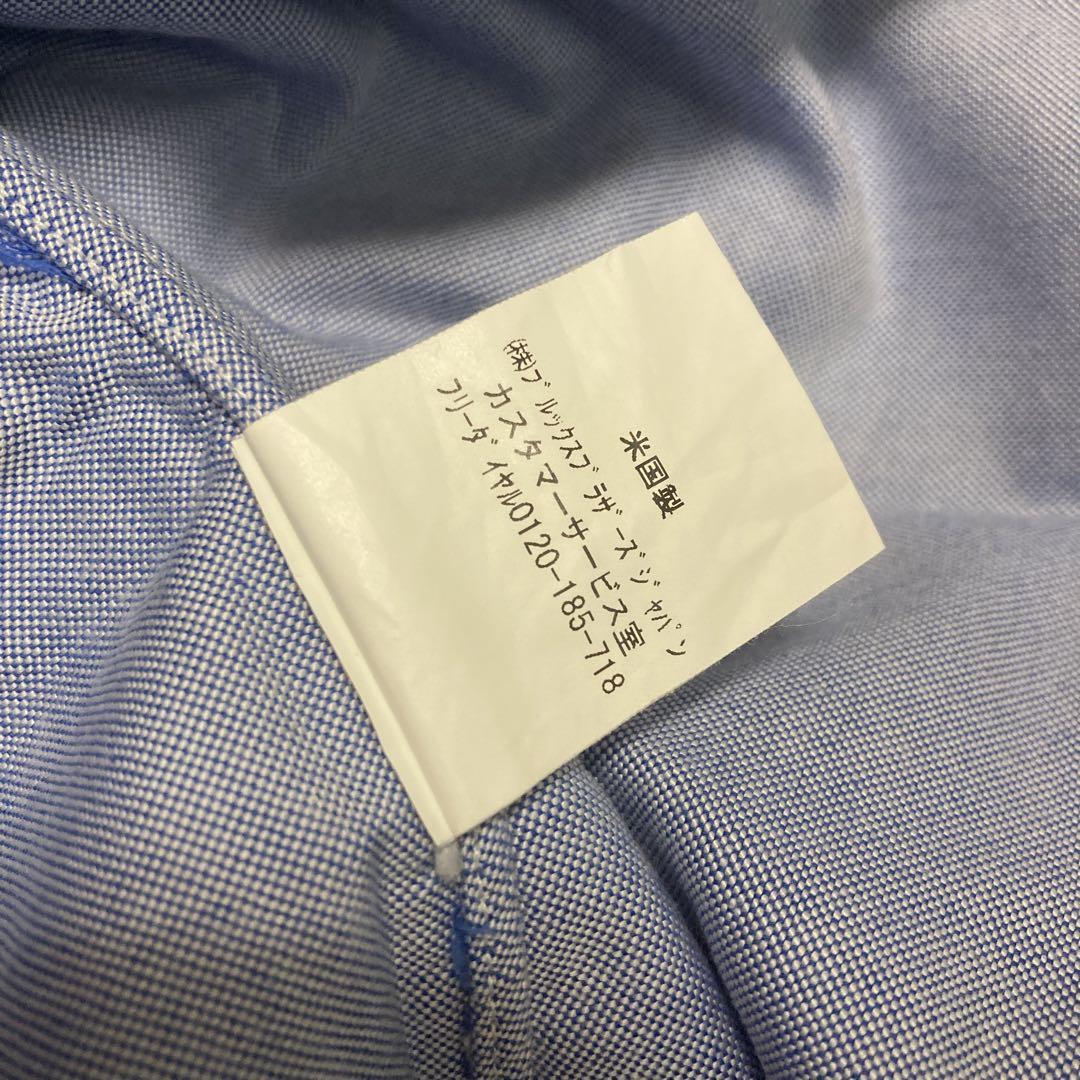 米国製
(株)ﾌﾞﾙｯｸｽﾌﾞﾗｻﾞｰｽﾞｼﾞｬﾊﾟﾝ
カスタマーサービス室
ﾌﾘｰﾀﾞｲﾔﾙ0120-185-718